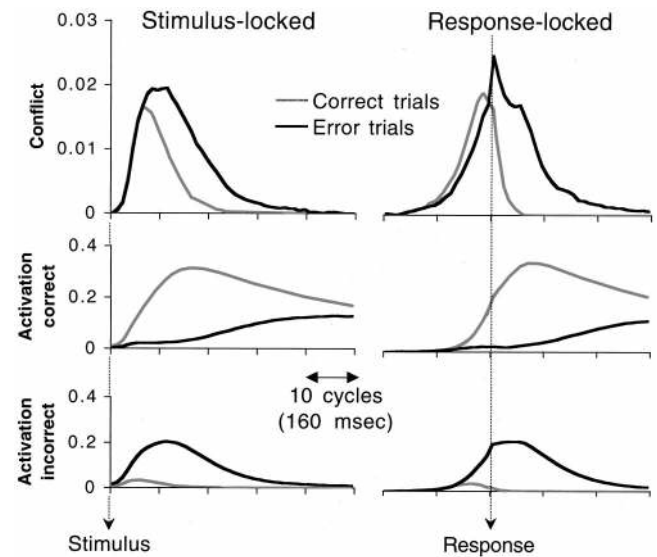 Stimulus-locked
Response-locked
0.03
0.02
0.01
0
Conflict
Correct trials
Error trials
0.4
0.2
0
Activation
correct
10 cycles
(160 msec)
0.4
0.2
0
Activation
incorrect
Stimulus
Response